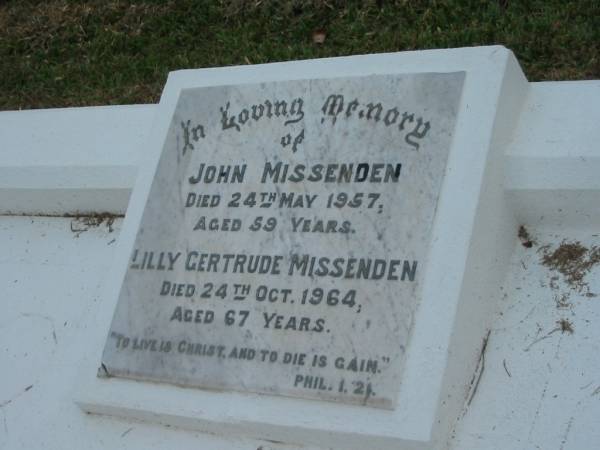 In Loving Memory
of
JOHN MISSENDEN
DIED 24TH MAY 1957,
AGED 59 YEARS.
LILLY GERTRUDE MISSENDEN
DIED 24TH OCT. 1964,
AGED 67 YEARS.
"TO LIVE IS CHRIST, AND TO DIE IS GAIN."
PHIL. 1. 21.